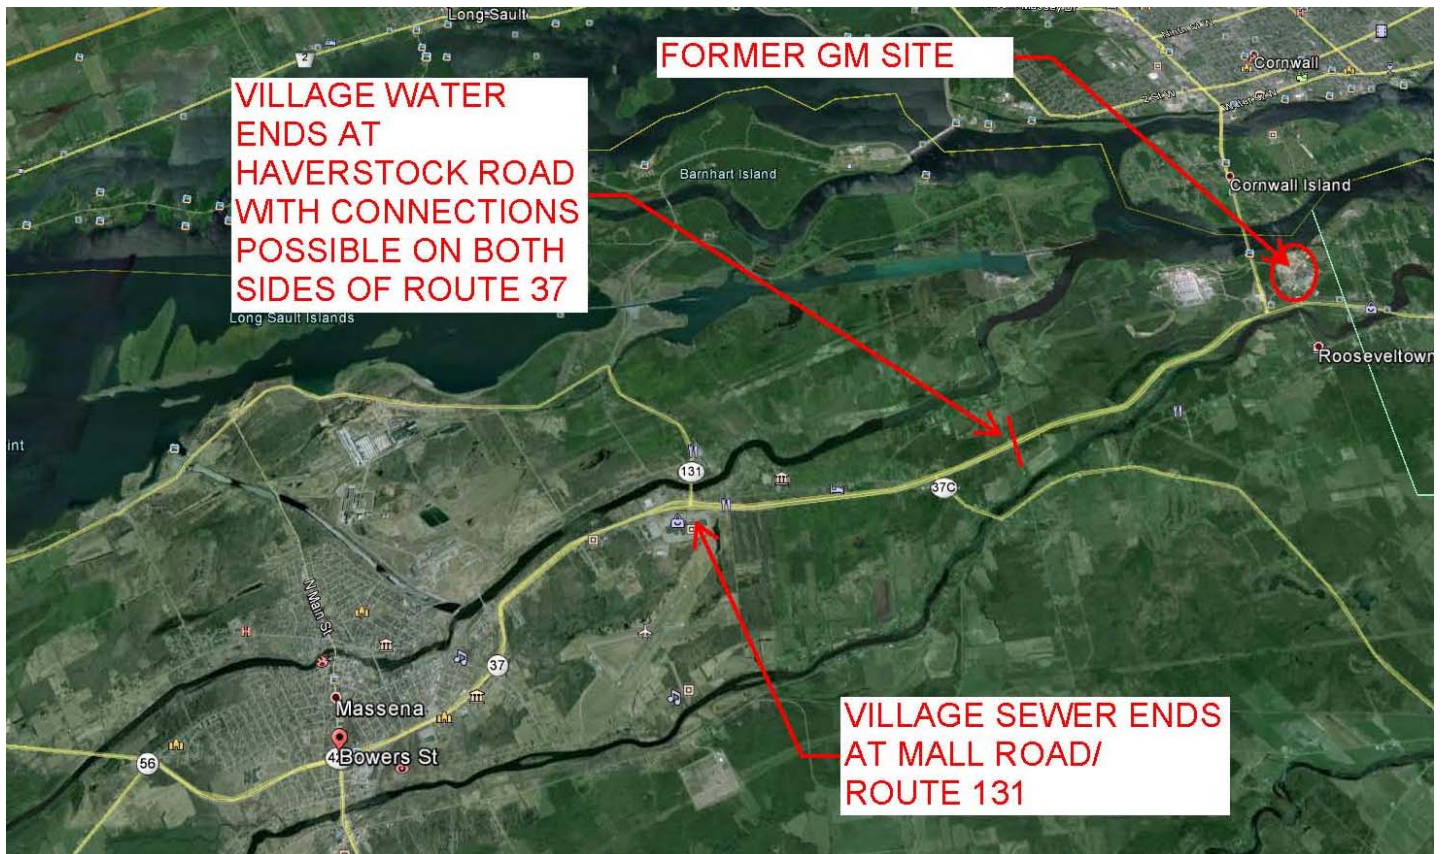 Long Sault
2
FORMER GM SITE
Cornwall
VILLAGE WATER
ENDS AT
HAVERSTOCK ROAD
WITH CONNECTIONS
POSSIBLE ON BOTH
SIDES OF ROUTE 37
Barnhart Island
Cornwall Island
Long Sault Islands
Rooseveltown
int
131
37C
N Main St
H
37
Massena
Bowers St
56
VILLAGE SEWER ENDS
AT MALL ROAD/
ROUTE 131